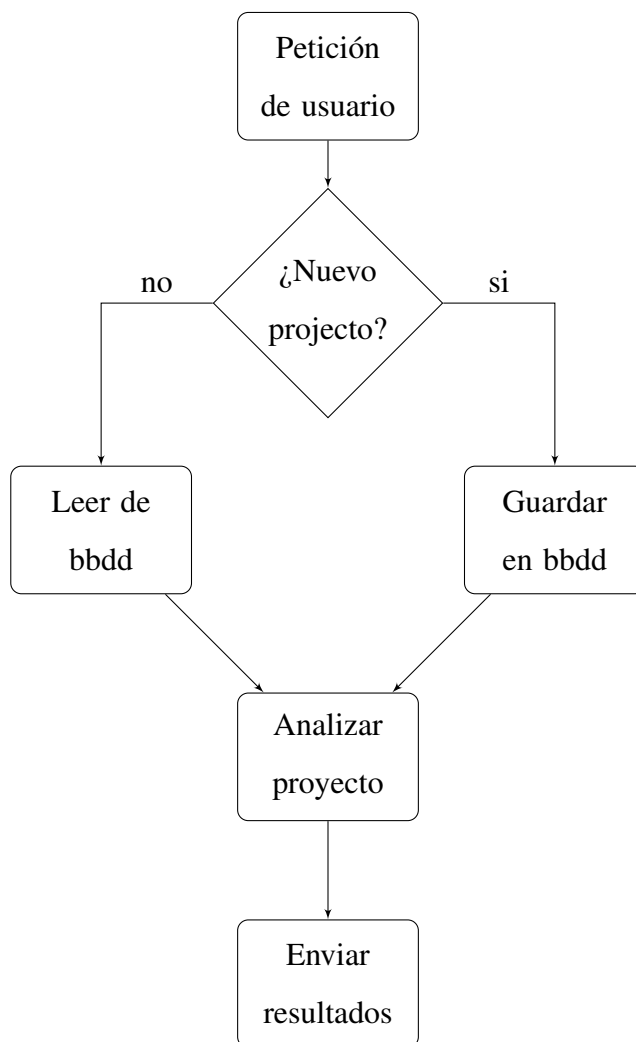 Petición
de usuario
¿Nuevo
projecto?
no
si
Leer de
bbdd
Guardar
en bbdd
Analizar
proyecto
Enviar
resultados